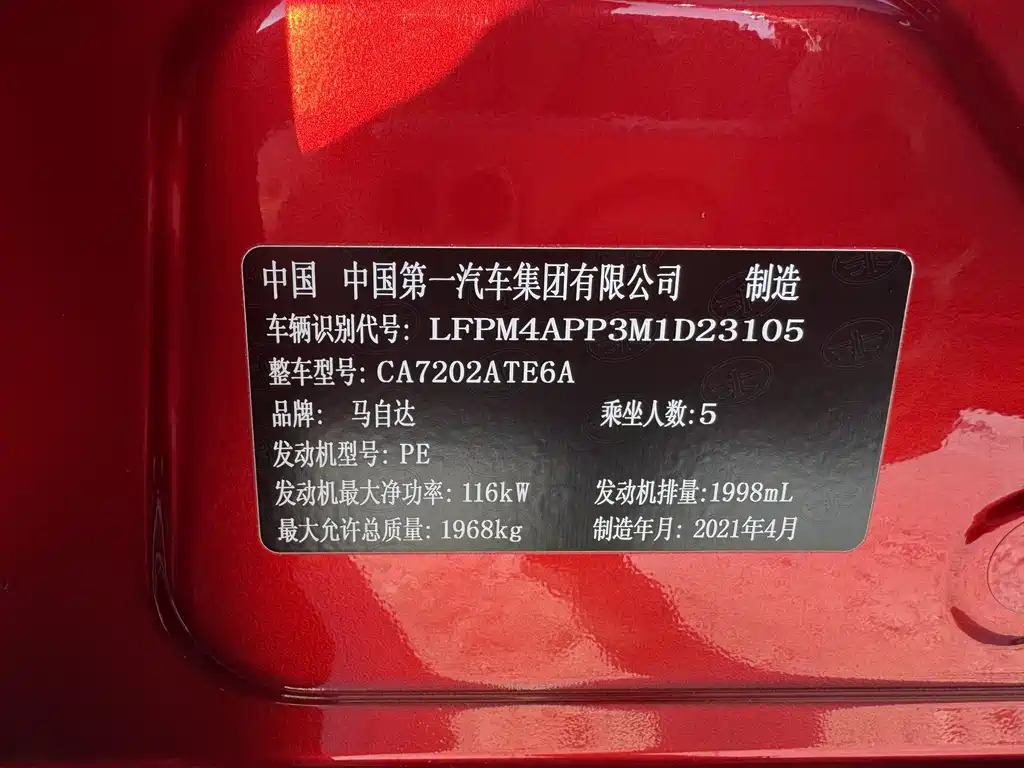 中国 中国第一汽车集团有限公司 制造
车辆识别代号: LFPM4APP3M1D23105
整车型号: CA7202ATE6A
品牌: 马自达 乘坐人数:5
发动机型号: PE
发动机最大净功率: 116kW 发动机排量:1998mL
最大允许总质量: 1968kg 制造年月: 2021年4月